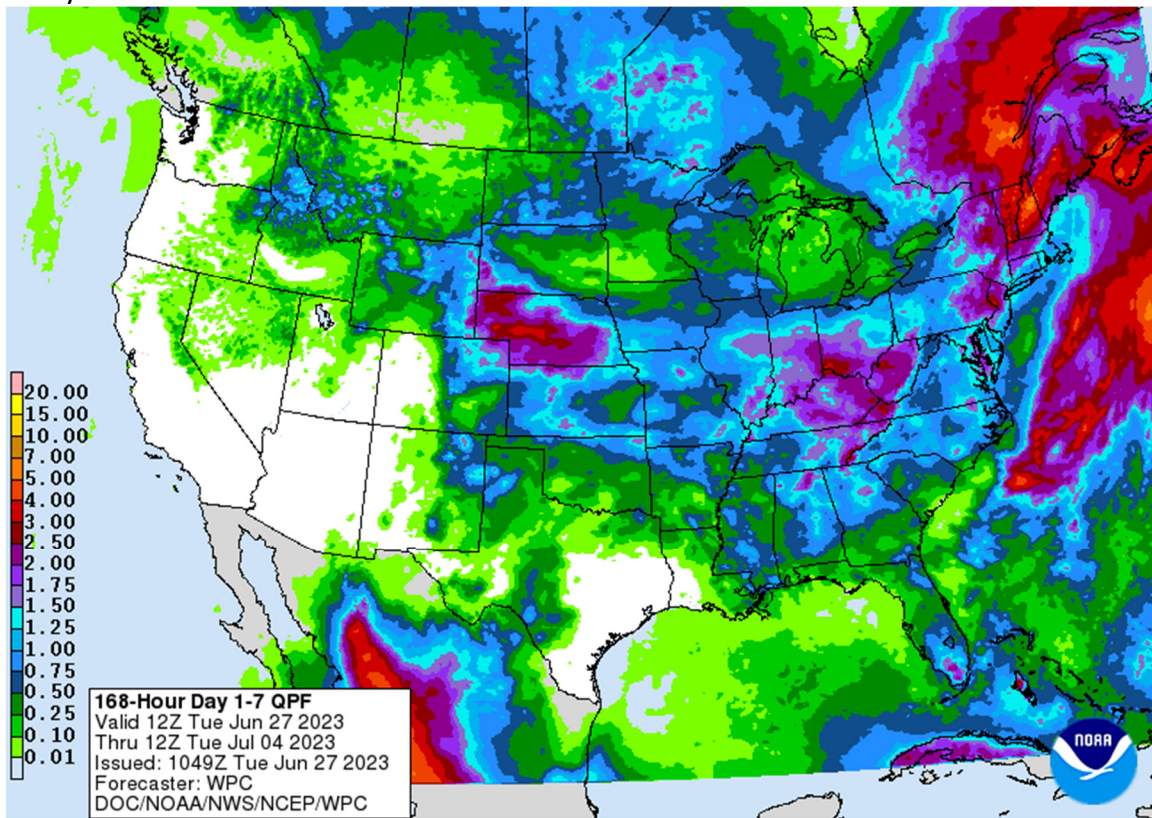 20.00
15.00
10.00
7.00
5.00
4.00
3.00
2.50
2.00
1.75
1.50
1.25
1.00
0.75
0.50
0.25
0.10
0.01
168-Hour Day 1-7 QPF
Valid 12Z Tue Jun 27 2023
Thru 12Z Tue Jul 04 2023
Issued: 1049Z Tue Jun 27 2023
Forecaster: WPC
DOC/NOAA/NWS/NCEP/WPC
NOAA